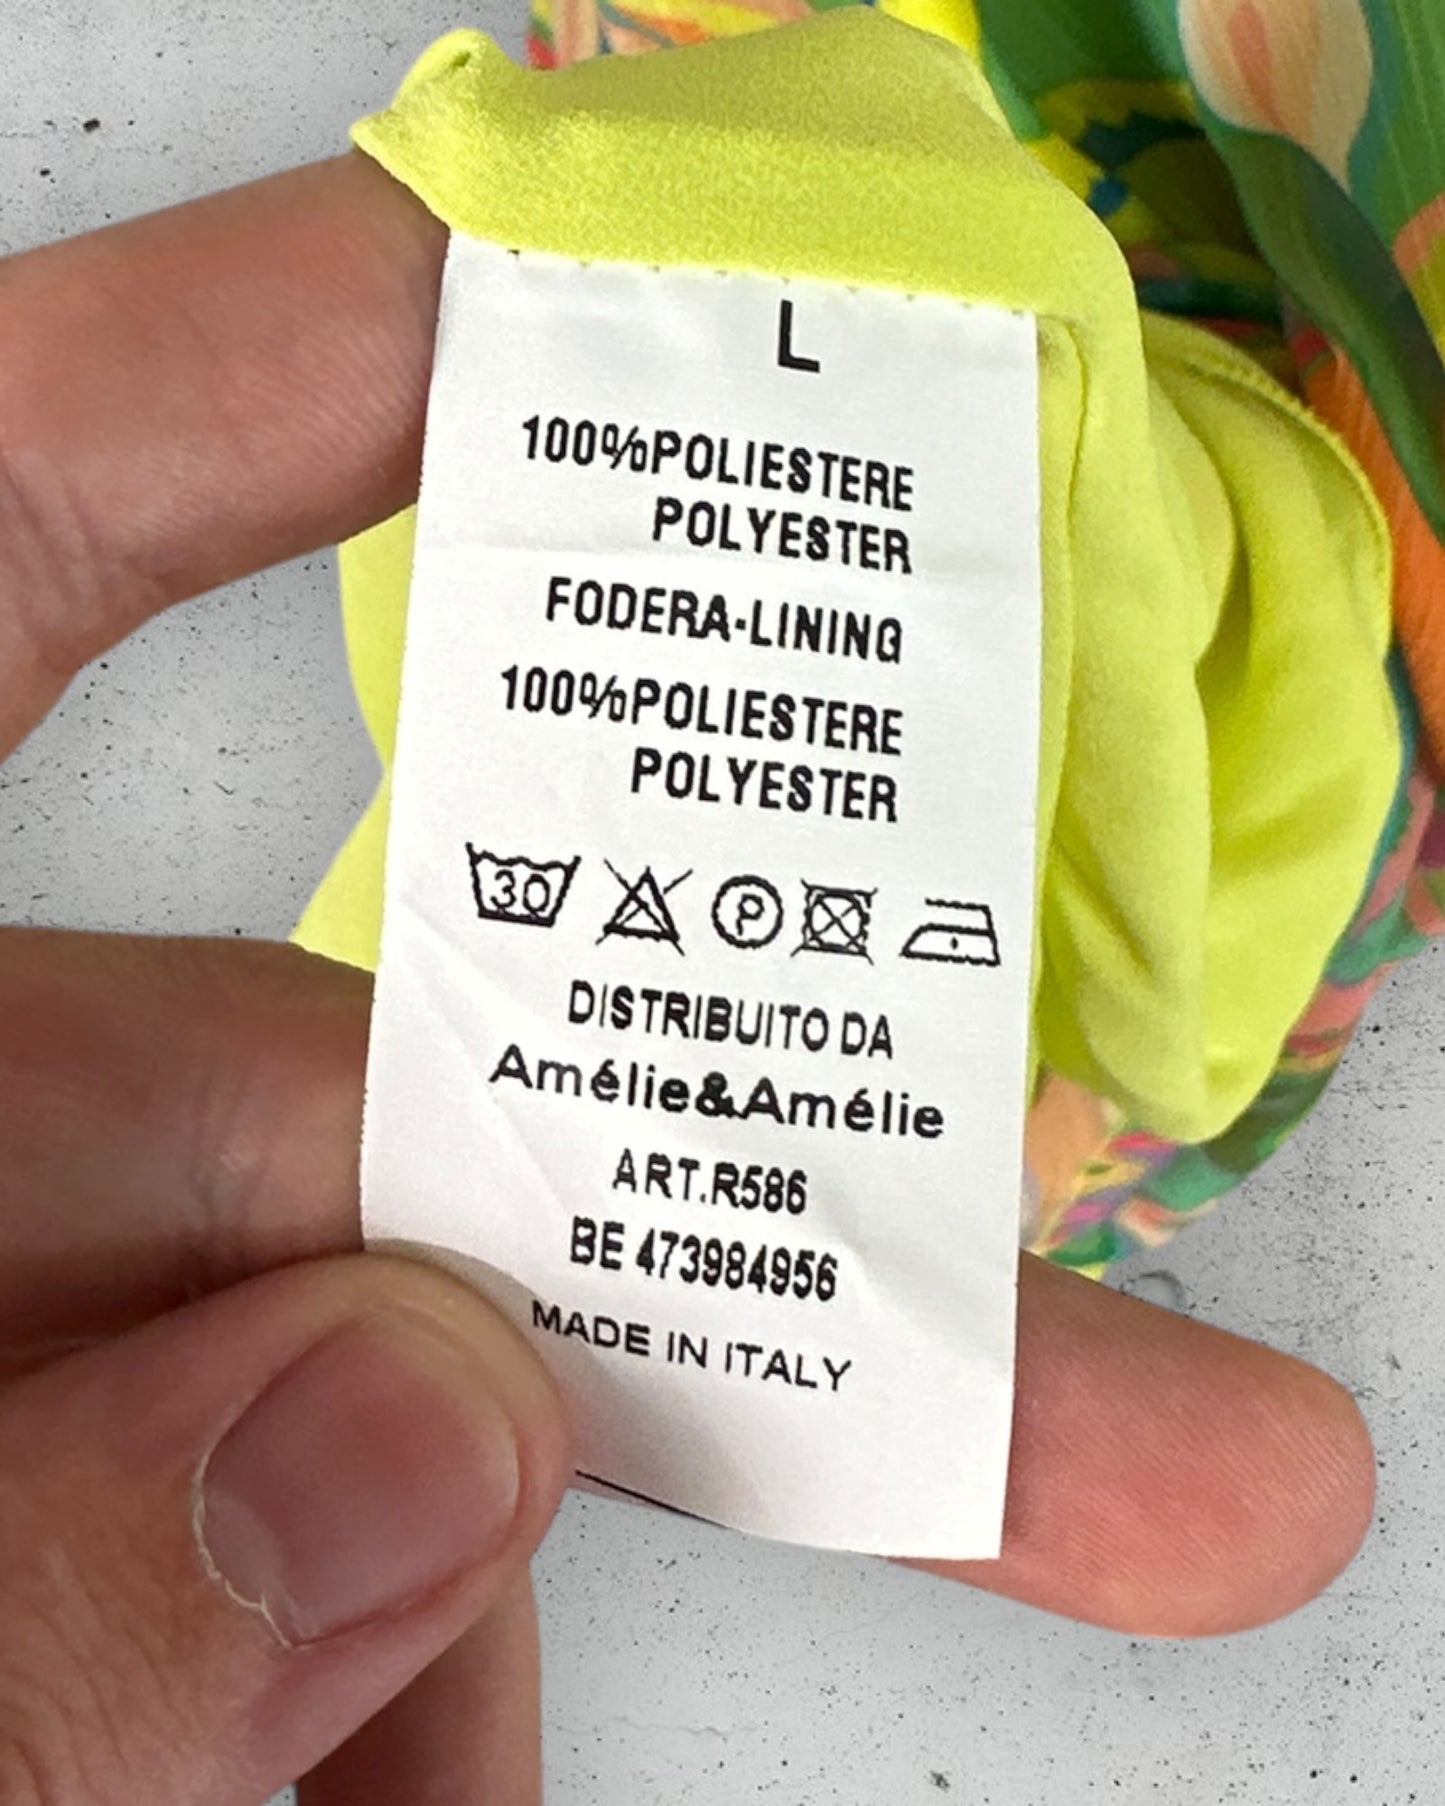 L
100%POLIESTERE
POLYESTER
FODERA-LINING
100%POLIESTERE
POLYESTER
30 P
DISTRIBUITO DA
Amélie&Amélie
ART.R586
BE 473984956
MADE IN ITALY